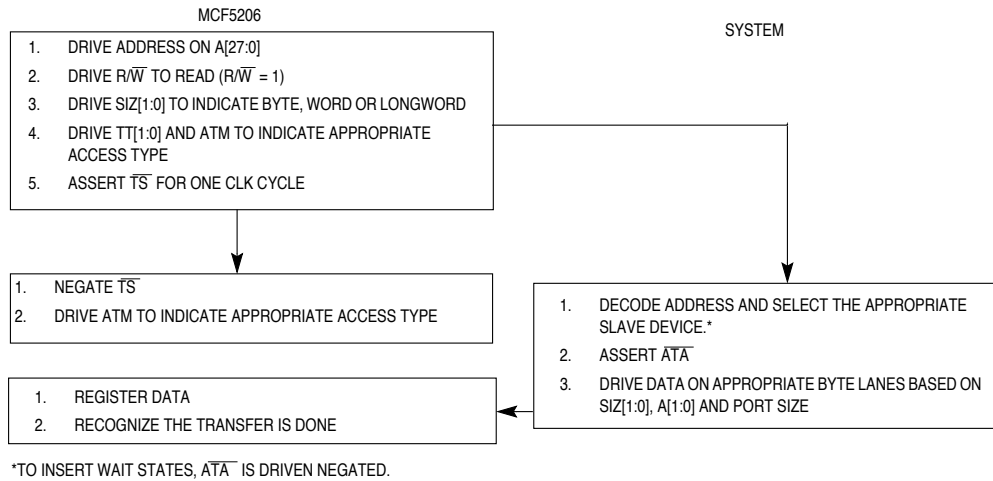 MCF5206
SYSTEM
1. DRIVE ADDRESS ON A[27:0]
2. DRIVE R/W̅ TO READ (R/W̅ = 1)
3. DRIVE SIZ[1:0] TO INDICATE BYTE, WORD OR LONGWORD
4. DRIVE TT[1:0] AND ATM TO INDICATE APPROPRIATE
ACCESS TYPE
5. ASSERT T̅S̅ FOR ONE CLK CYCLE
1. NEGATE T̅S̅
2. DRIVE ATM TO INDICATE APPROPRIATE ACCESS TYPE
1. DECODE ADDRESS AND SELECT THE APPROPRIATE
SLAVE DEVICE.*
2. ASSERT A̅T̅A̅
3. DRIVE DATA ON APPROPRIATE BYTE LANES BASED ON
SIZ[1:0], A[1:0] AND PORT SIZE
1. REGISTER DATA
2. RECOGNIZE THE TRANSFER IS DONE
*TO INSERT WAIT STATES, A̅T̅A̅ IS DRIVEN NEGATED.